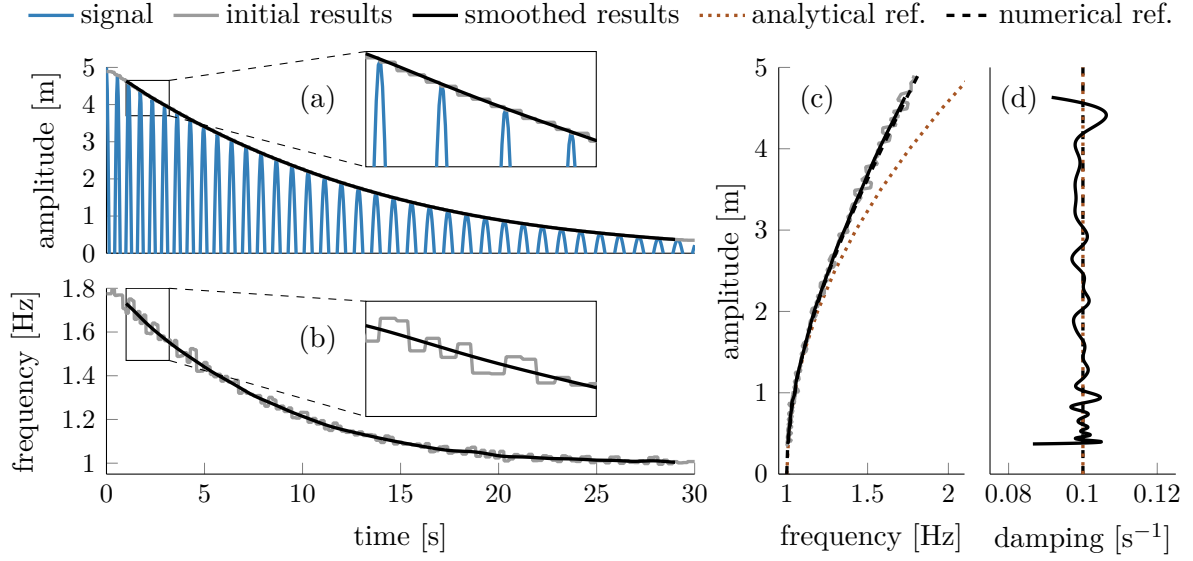 signal initial results smoothed results analytical ref. numerical ref.
amplitude [m]
5
4
3
2
1
0
(a)
frequency [Hz]
1.8
1.6
1.4
1.2
1
(b)
0 5 10 15 20 25 30
time [s]
amplitude [m]
5
4
3
2
1
0
(c)
1 1.5 2
frequency [Hz]
(d)
0.08 0.1 0.12
damping [s⁻¹]